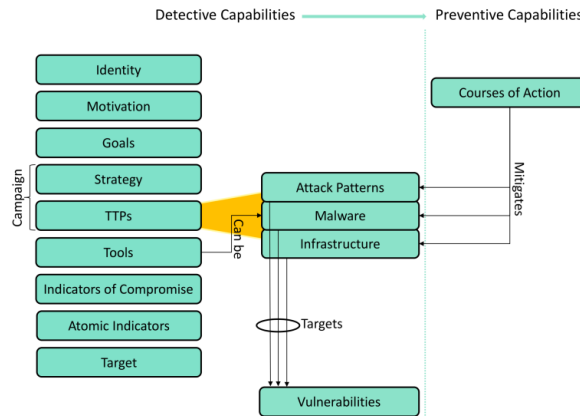 Detective Capabilities
Preventive Capabilities
Identity
Motivation
Goals
Strategy
TTPs
Tools
Indicators of Compromise
Atomic Indicators
Target
Campaign
Can be
Attack Patterns
Malware
Infrastructure
Targets
Vulnerabilities
Courses of Action
Mitigates